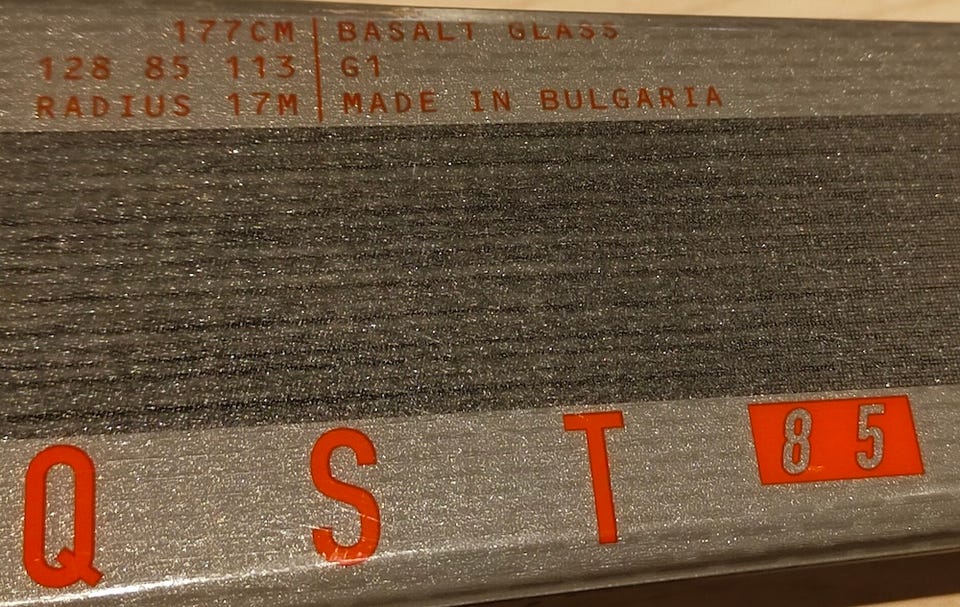 177CM | BASALT GLASS
128 85 113 | G1
RADIUS 17M | MADE IN BULGARIA
QST 85